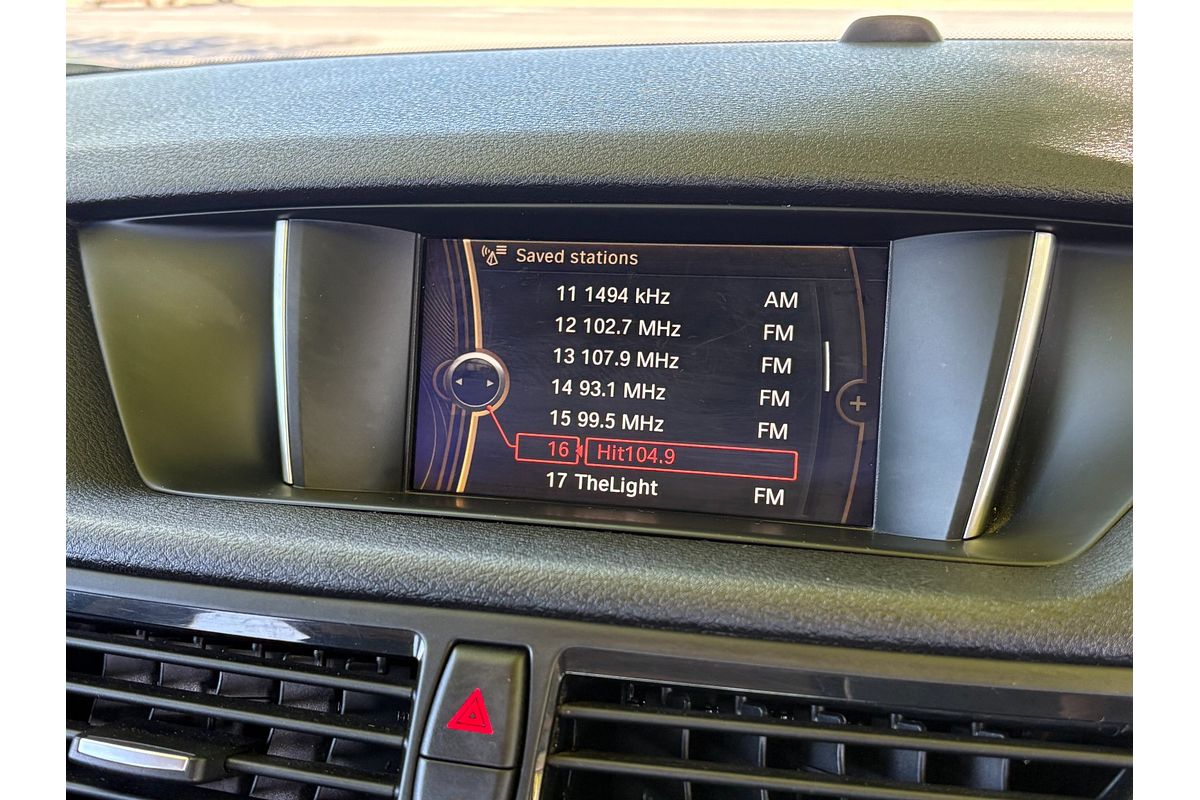 Saved stations
11 1494 kHz AM
12 102.7 MHz FM
13 107.9 MHz FM
14 93.1 MHz FM
15 99.5 MHz FM
16 Hit104.9
17 TheLight FM